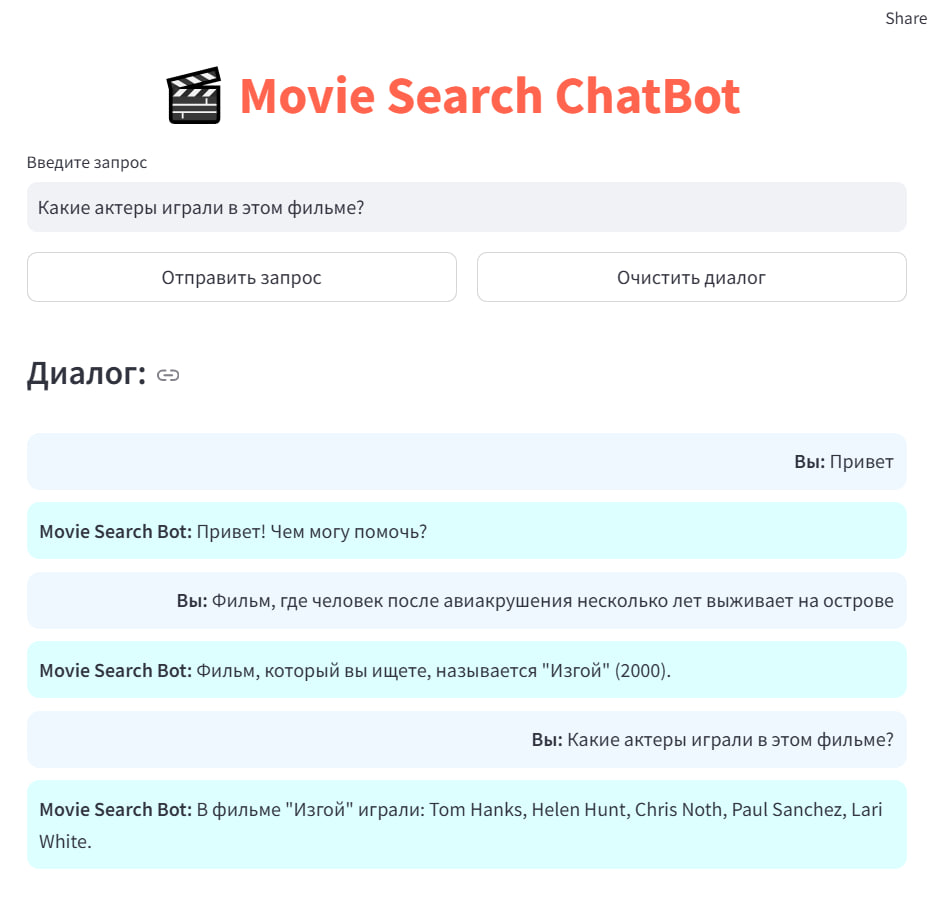 Share
Movie Search ChatBot
Введите запрос
Какие актеры играли в этом фильме?
Отправить запрос
Очистить диалог
Диалог:
Вы: Привет
Movie Search Bot: Привет! Чем могу помочь?
Вы: Фильм, где человек после авиакрушения несколько лет выживает на острове
Movie Search Bot: Фильм, который вы ищете, называется "Изгой" (2000).
Вы: Какие актеры играли в этом фильме?
Movie Search Bot: В фильме "Изгой" играли: Tom Hanks, Helen Hunt, Chris Noth, Paul Sanchez, Lari
White.